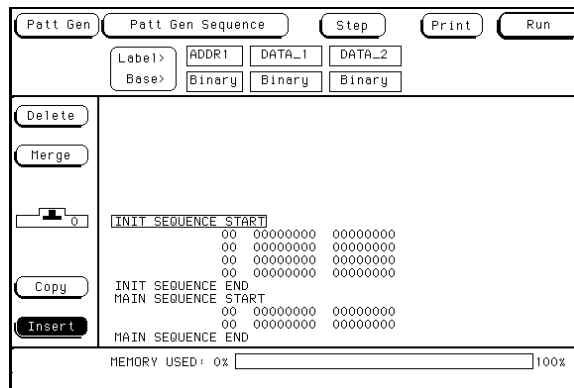 Patt Gen Patt Gen Sequence Step Print Run
Label> ADDR1 DATA_1 DATA_2
Base> Binary Binary Binary
Delete
Merge
0
INIT SEQUENCE START
00 00000000 00000000
00 00000000 00000000
00 00000000 00000000
00 00000000 00000000
Copy
INIT SEQUENCE END
MAIN SEQUENCE START
00 00000000 00000000
Insert
00 00000000 00000000
MAIN SEQUENCE END
MEMORY USED: 0% 100%